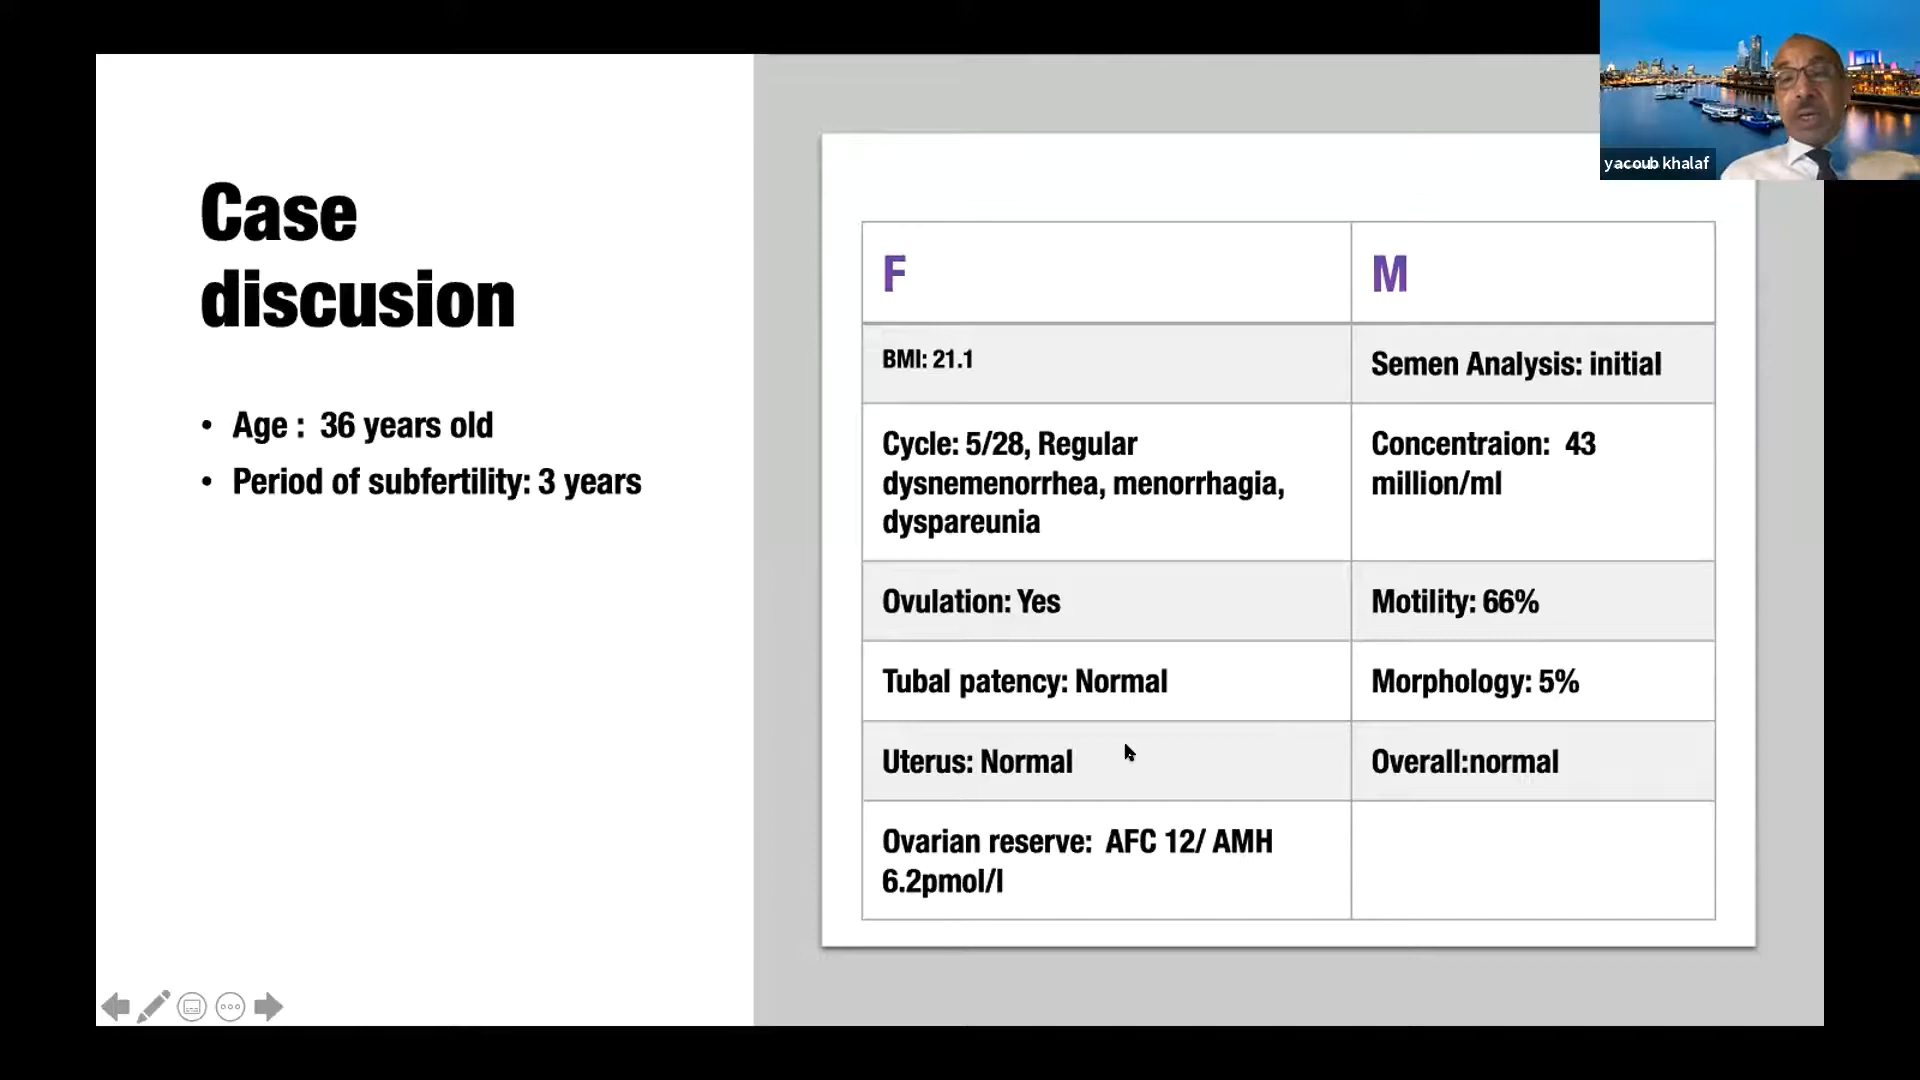 Case
discusion
• Age :  36 years old
• Period of subfertility: 3 years
F
M
BMI: 21.1
Semen Analysis: initial
Cycle: 5/28, Regular
dysnemenorrhea, menorrhagia,
dyspareunia
Concentraion:  43
million/ml
Ovulation: Yes
Motility: 66%
Tubal patency: Normal
Morphology: 5%
Uterus: Normal
Overall:normal
Ovarian reserve:  AFC 12/ AMH
6.2pmol/l
yacoub khalaf